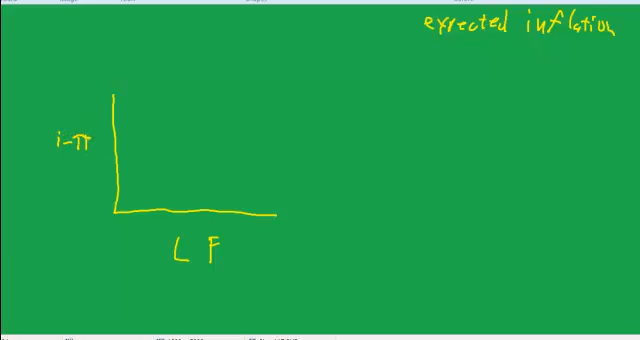 expected inflation
i-π
L F